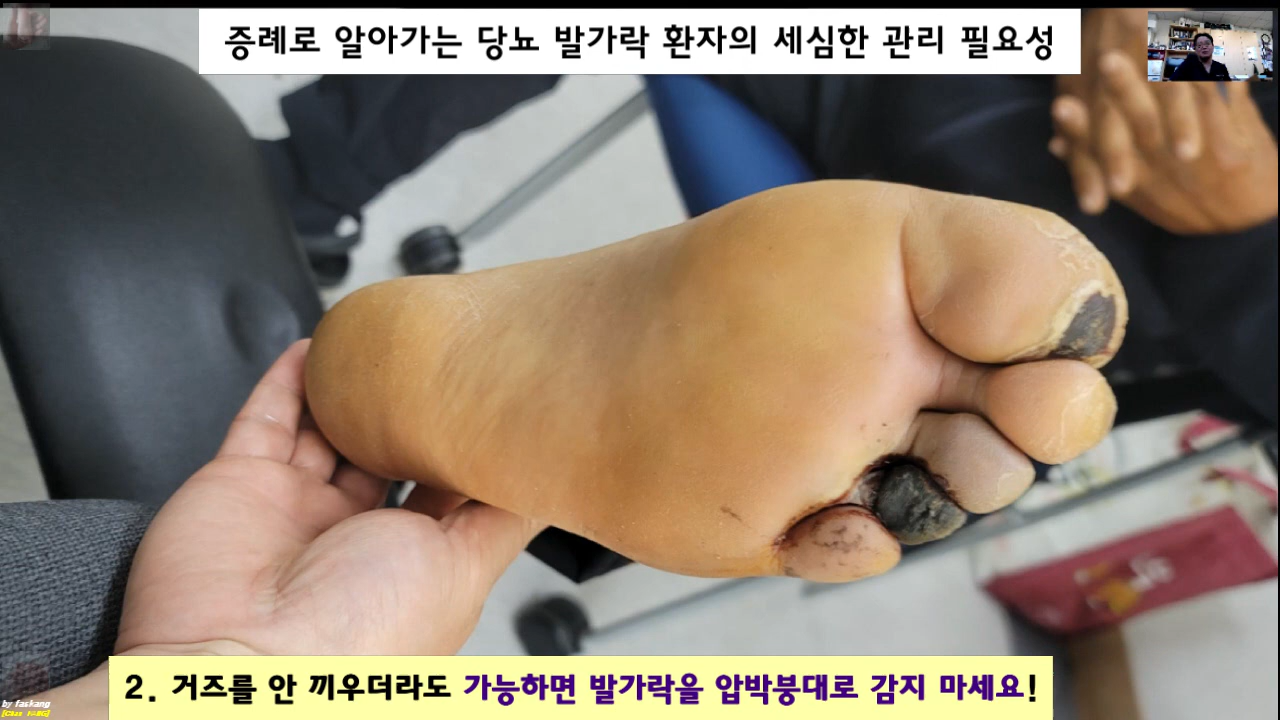 증례로 알아가는 당뇨 발가락 환자의 세심한 관리 필요성
2. 거즈를 안 끼우더라도 가능하면 발가락을 압박붕대로 감지 마세요!
by faskang